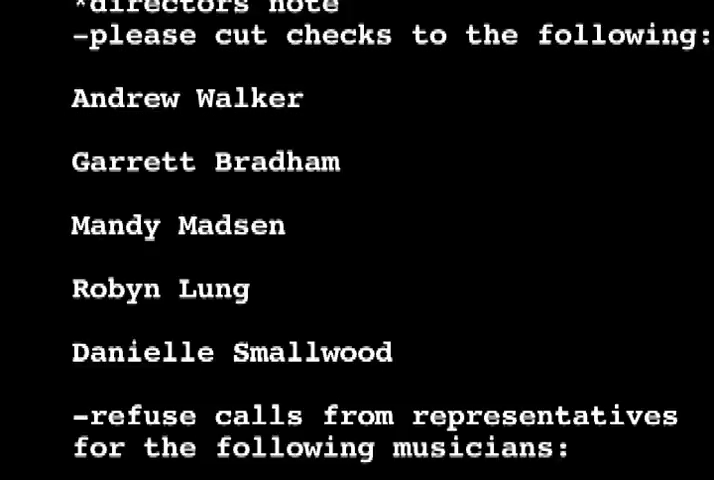 *directors note
-please cut checks to the following:
Andrew Walker
Garrett Bradham
Mandy Madsen
Robyn Lung
Danielle Smallwood
-refuse calls from representatives
for the following musicians: